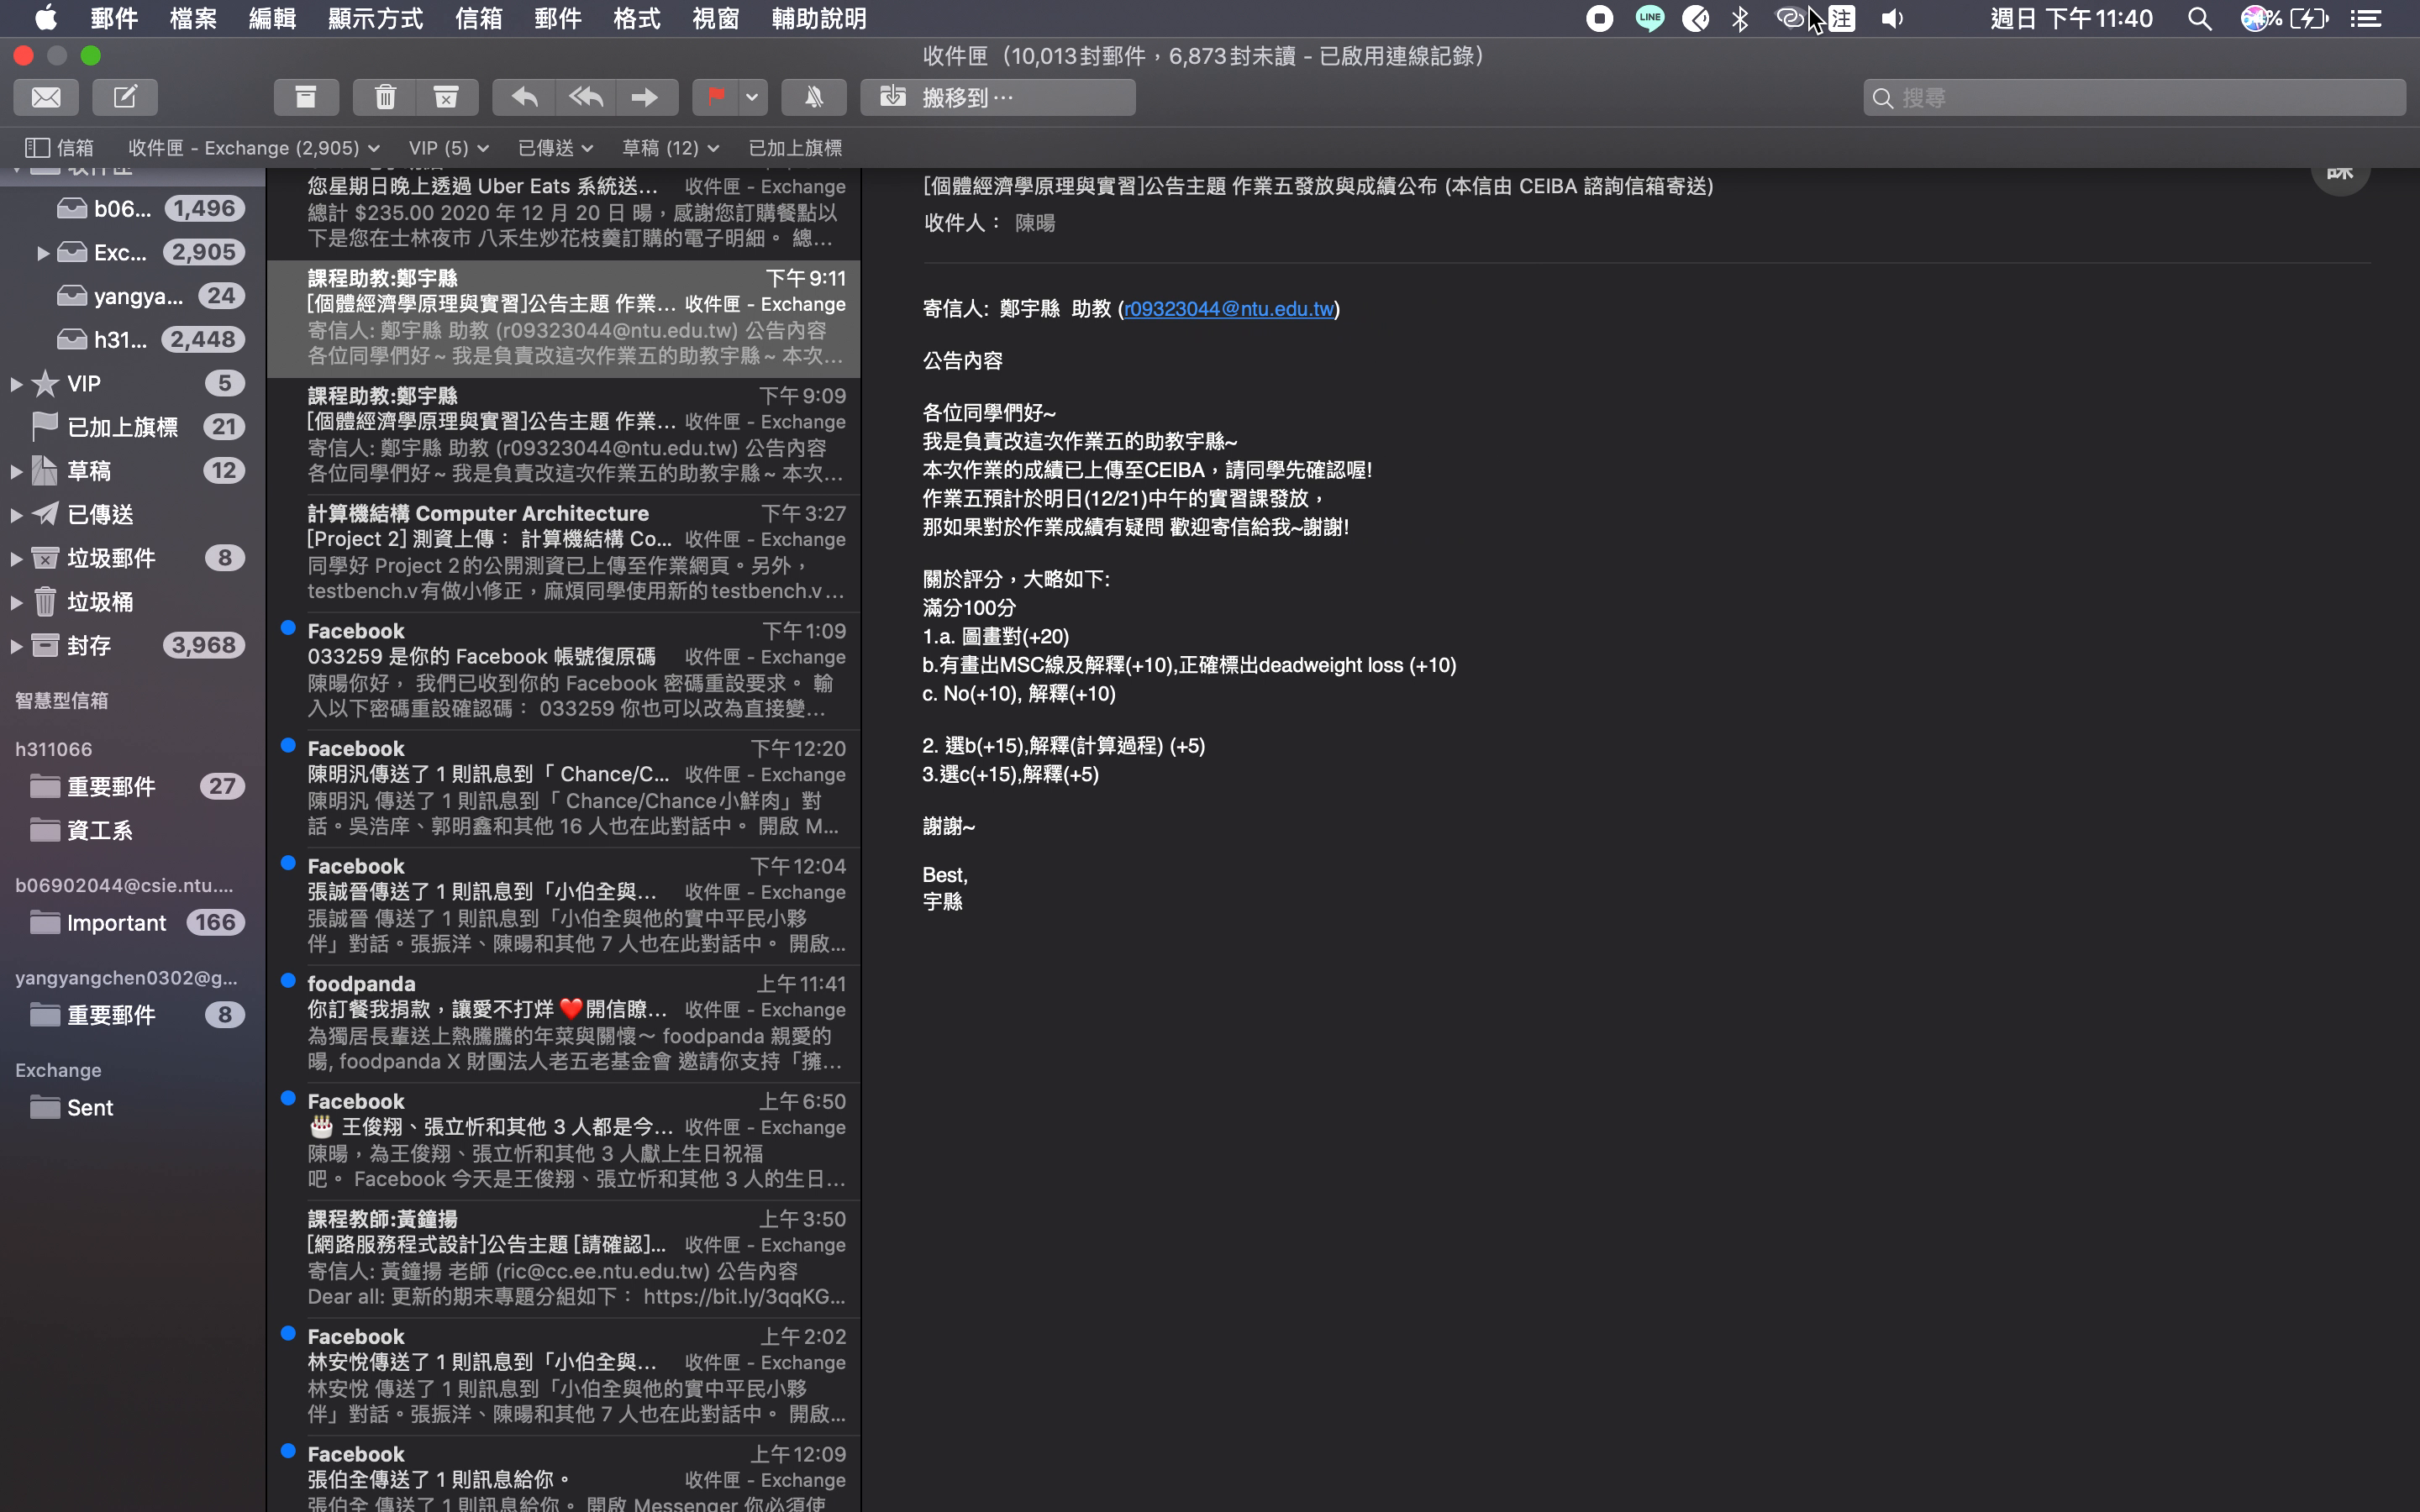 郵件 檔案 編輯 顯示方式 信箱 郵件 格式 視窗 輔助說明
LINE 注 週日 下午11:40
收件匣（10,013封郵件，6,873封未讀 – 已啟用連線記錄）
搬移到…
搜尋
信箱 收件匣 – Exchange (2,905) VIP (5) 已傳送 草稿 (12) 已加上旗標
收件匣
b06... 1,496
Exc... 2,905
yangya... 24
h31... 2,448
VIP 5
已加上旗標 21
草稿 12
已傳送
垃圾郵件 8
垃圾桶
封存 3,968
智慧型信箱
h311066
重要郵件 27
資工系
b06902044@csie.ntu....
Important 166
yangyangchen0302@g...
重要郵件 8
Exchange
Sent
您星期日晚上透過 Uber Eats 系統送... 收件匣 – Exchange
總計 $235.00 2020 年 12 月 20 日 暘，感謝您訂購餐點以
下是您在士林夜市 八禾生炒花枝羹訂購的電子明細。 總...
課程助教:鄭宇縣 下午9:11
[個體經濟學原理與實習]公告主題 作業... 收件匣 – Exchange
寄信人: 鄭宇縣 助教 (r09323044@ntu.edu.tw) 公告內容
各位同學們好~ 我是負責改這次作業五的助教宇縣~ 本次...
課程助教:鄭宇縣 下午9:09
[個體經濟學原理與實習]公告主題 作業... 收件匣 – Exchange
寄信人: 鄭宇縣 助教 (r09323044@ntu.edu.tw) 公告內容
各位同學們好~ 我是負責改這次作業五的助教宇縣~ 本次...
計算機結構 Computer Architecture 下午3:27
[Project 2] 測資上傳： 計算機結構 Co... 收件匣 – Exchange
同學好 Project 2的公開測資已上傳至作業網頁。另外，
testbench.v有做小修正，麻煩同學使用新的testbench.v...
Facebook 下午1:09
033259 是你的 Facebook 帳號復原碼 收件匣 – Exchange
陳暘你好， 我們已收到你的 Facebook 密碼重設要求。 輸
入以下密碼重設確認碼： 033259 你也可以改為直接變...
Facebook 下午12:20
陳明汎傳送了 1 則訊息到「 Chance/C... 收件匣 – Exchange
陳明汎 傳送了 1 則訊息到「 Chance/Chance小鮮肉」對
話。吳浩庠、郭明鑫和其他 16 人也在此對話中。 開啟 M...
Facebook 下午12:04
張誠晉傳送了 1 則訊息到「小伯全與... 收件匣 – Exchange
張誠晉 傳送了 1 則訊息到「小伯全與他的實中平民小夥
伴」對話。張振洋、陳暘和其他 7 人也在此對話中。 開啟...
foodpanda 上午11:41
你訂餐我捐款，讓愛不打烊❤️開信瞭... 收件匣 – Exchange
為獨居長輩送上熱騰騰的年菜與關懷～ foodpanda 親愛的
暘, foodpanda X 財團法人老五老基金會 邀請你支持「擁...
Facebook 上午6:50
🎂 王俊翔、張立忻和其他 3 人都是今... 收件匣 – Exchange
陳暘，為王俊翔、張立忻和其他 3 人獻上生日祝福
吧。 Facebook 今天是王俊翔、張立忻和其他 3 人的生日...
課程教師:黃鐘揚 上午3:50
[網路服務程式設計]公告主題 [請確認]... 收件匣 – Exchange
寄信人: 黃鐘揚 老師 (ric@cc.ee.ntu.edu.tw) 公告內容
Dear all: 更新的期末專題分組如下： https://bit.ly/3qqKG...
Facebook 上午2:02
林安悅傳送了 1 則訊息到「小伯全與... 收件匣 – Exchange
林安悅 傳送了 1 則訊息到「小伯全與他的實中平民小夥
伴」對話。張振洋、陳暘和其他 7 人也在此對話中。 開啟...
Facebook 上午12:09
張伯全傳送了 1 則訊息給你。 收件匣 – Exchange
張伯全 傳送了 1 則訊息給你。 開啟 Messenger 你必須使
[個體經濟學原理與實習]公告主題 作業五發放與成績公布 (本信由 CEIBA 諮詢信箱寄送)
收件人： 陳暘
課
寄信人: 鄭宇縣 助教 (r09323044@ntu.edu.tw)
公告內容
各位同學們好~
我是負責改這次作業五的助教宇縣~
本次作業的成績已上傳至CEIBA，請同學先確認喔!
作業五預計於明日(12/21)中午的實習課發放，
那如果對於作業成績有疑問 歡迎寄信給我~謝謝!
關於評分，大略如下:
滿分100分
1.a. 圖畫對(+20)
b.有畫出MSC線及解釋(+10),正確標出deadweight loss (+10)
c. No(+10), 解釋(+10)
2. 選b(+15),解釋(計算過程) (+5)
3.選c(+15),解釋(+5)
謝謝~
Best,
宇縣